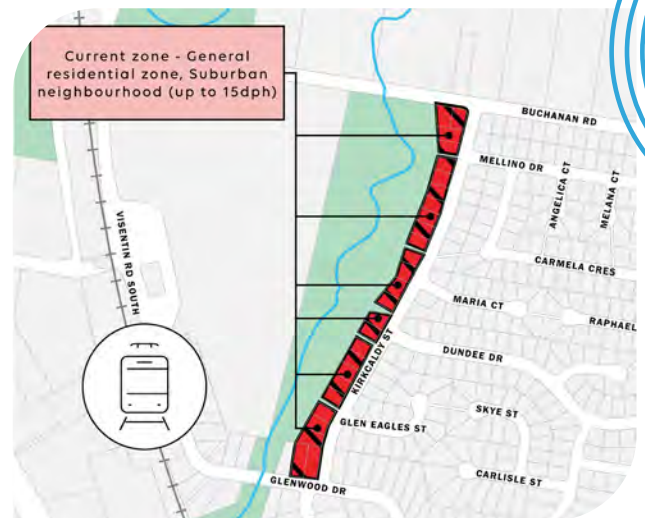 Current zone - General
residential zone, Suburban
neighbourhood (up to 15dph)
BUCHANAN RD
MELLINO DR
ANGELICA CT
MELANA CT
VISENTIN RD SOUTH
CARMELA CRES
MARIA CT
RAPHAEL
DUNDEE DR
KIRKCALDY ST
SKYE ST
GLEN EAGLES ST
CARLISLE ST
GLENWOOD DR